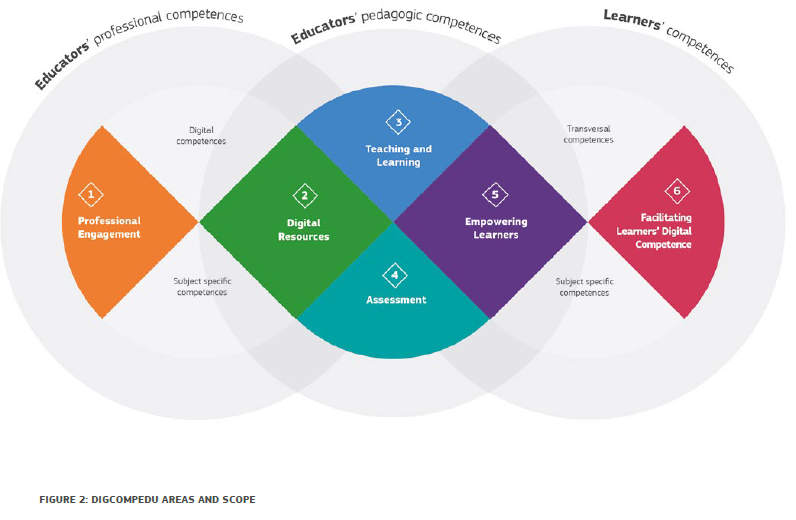 Educators' professional competences
Educators' pedagogic competences
Learners' competences
Digital
competences
Transversal
competences
3
Teaching and
Learning
1
Professional
Engagement
2
Digital
Resources
5
Empowering
Learners
6
Facilitating
Learners' Digital
Competence
Subject specific
competences
4
Assessment
Subject specific
competences
FIGURE 2: DIGCOMPEDU AREAS AND SCOPE